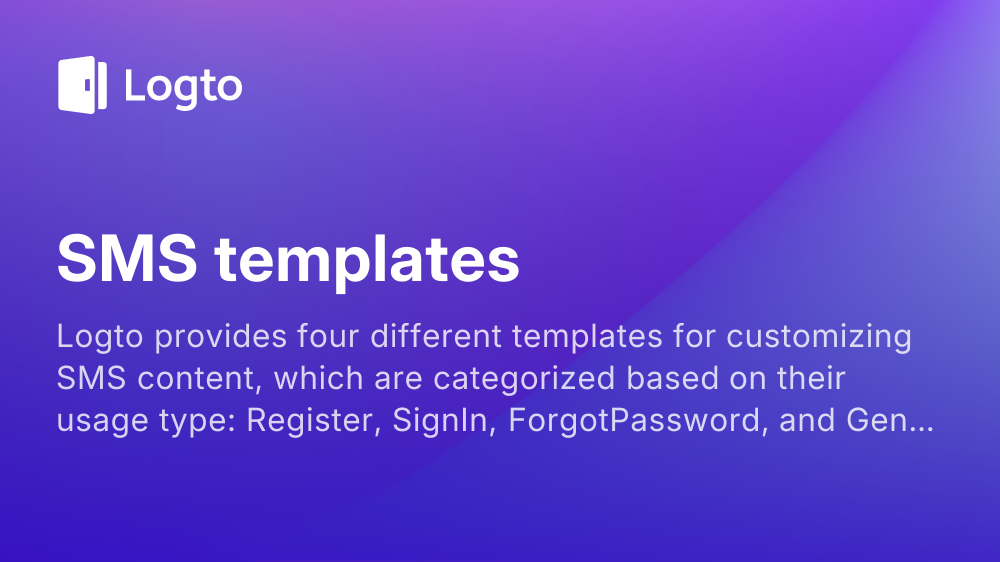 Logto
SMS templates
Logto provides four different templates for customizing
SMS content, which are categorized based on their
usage type: Register, SignIn, ForgotPassword, and Gen...